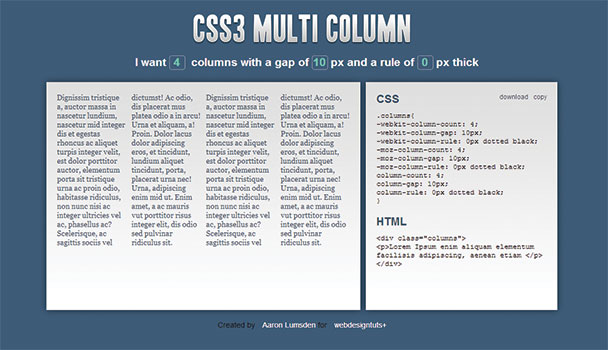 CSS3 MULTI COLUMN
I want 4 columns with a gap of 10 px and a rule of 0 px thick
Dignissim tristique
a, auctor massa in
nascetur lundium,
nascetur mid integer
dis et egestas
rhoncus ac aliquet
turpis integer velit,
est dolor porttitor
auctor, elementum
porta sit tristique
urna ac proin odio,
habitasse ridiculus,
non nunc nisi ac
integer ultricies vel
ac, phasellus ac?
Scelerisque, ac
sagittis sociis vel
dictumst! Ac odio,
dis placerat mus
platea odio a in arcu!
Urna et aliquam, a!
Proin. Dolor lacus
dolor adipiscing
eros, et tincidunt,
lundium aliquet
tincidunt, porta,
placerat urna nec!
Urna, adipiscing
enim ut mid. Enim
amet, a ac mauris
vut porttitor risus
integer elit, dis odio
sed pulvinar
ridiculus sit.
Dignissim tristique
a, auctor massa in
nascetur lundium,
nascetur mid integer
dis et egestas
rhoncus ac aliquet
turpis integer velit,
est dolor porttitor
auctor, elementum
porta sit tristique
urna ac proin odio,
habitasse ridiculus,
non nunc nisi ac
integer ultricies vel
ac, phasellus ac?
Scelerisque, ac
sagittis sociis vel
dictumst! Ac odio,
dis placerat mus
platea odio a in arcu!
Urna et aliquam, a!
Proin. Dolor lacus
dolor adipiscing
eros, et tincidunt,
lundium aliquet
tincidunt, porta,
placerat urna nec!
Urna, adipiscing
enim ut mid. Enim
amet, a ac mauris
vut porttitor risus
integer elit, dis odio
sed pulvinar
ridiculus sit.
CSS download copy
.columns{
-webkit-column-count: 4;
-webkit-column-gap: 10px;
-webkit-column-rule: 0px dotted black;
-moz-column-count: 4;
-moz-column-gap: 10px;
-moz-column-rule: 0px dotted black;
column-count: 4;
column-gap: 10px;
column-rule: 0px dotted black;
}
HTML
<div class="columns">
<p>Lorem Ipsum enim aliquam elementum
facilisis adipiscing, aenean etiam </p>
</div>
Created by Aaron Lumsden for webdesigntuts+